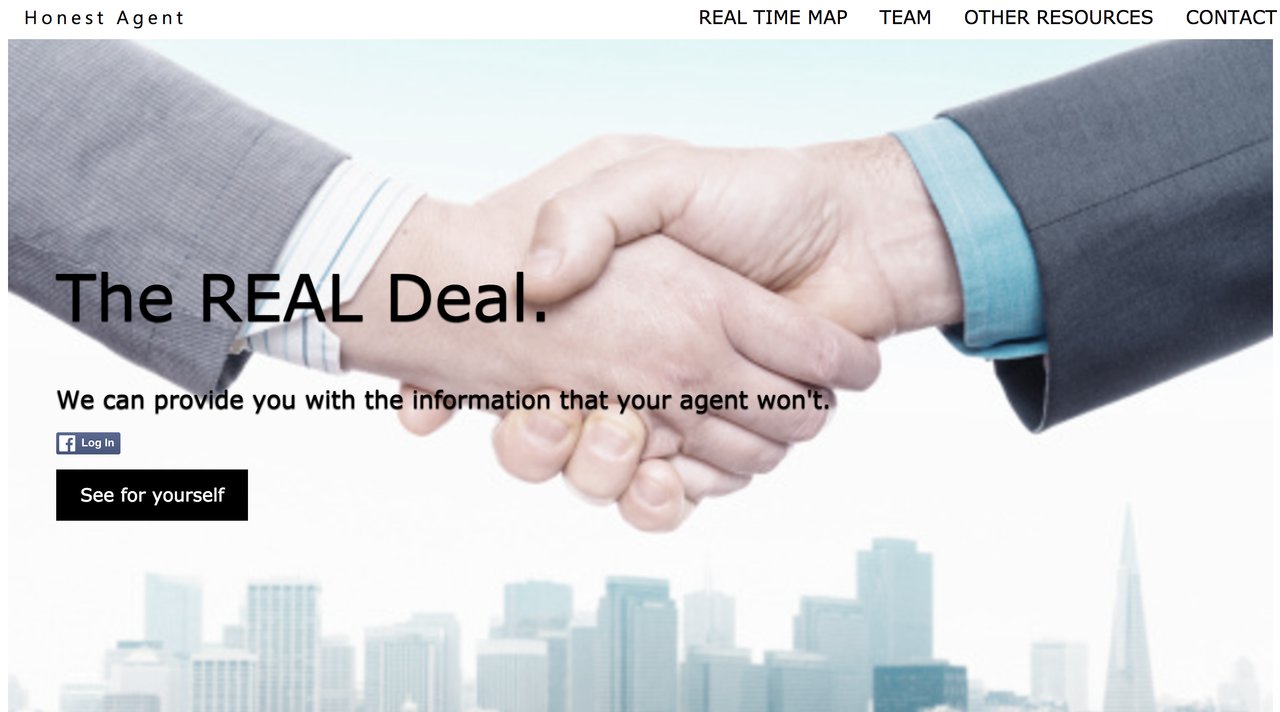 Honest Agent
REAL TIME MAP TEAM OTHER RESOURCES CONTACT
The REAL Deal.
We can provide you with the information that your agent won't.
f Log In
See for yourself